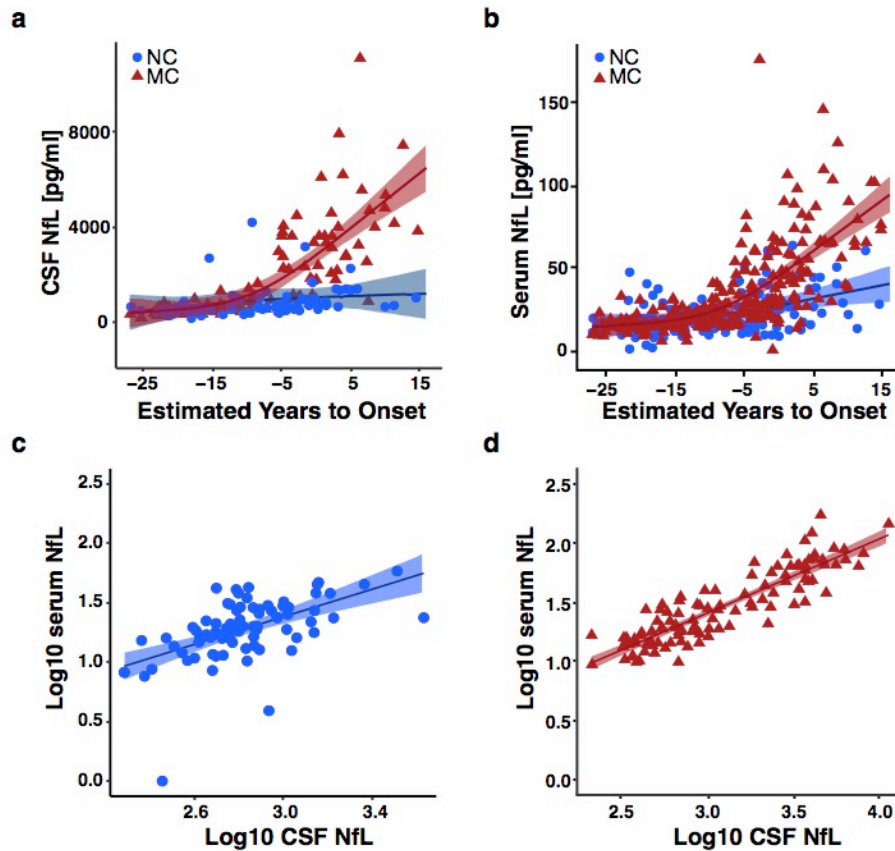 a
NC
MC
CSF NfL [pg/ml]
8000
4000
0
−25 −15 −5 5 15
Estimated Years to Onset
b
NC
MC
Serum NfL [pg/ml]
150
100
50
0
−25 −15 −5 5 15
Estimated Years to Onset
c
Log10 serum NfL
2.5
2.0
1.5
1.0
0.5
0.0
2.6 3.0 3.4
Log10 CSF NfL
d
Log10 serum NfL
2.5
2.0
1.5
1.0
0.5
0.0
2.5 3.0 3.5 4.0
Log10 CSF NfL